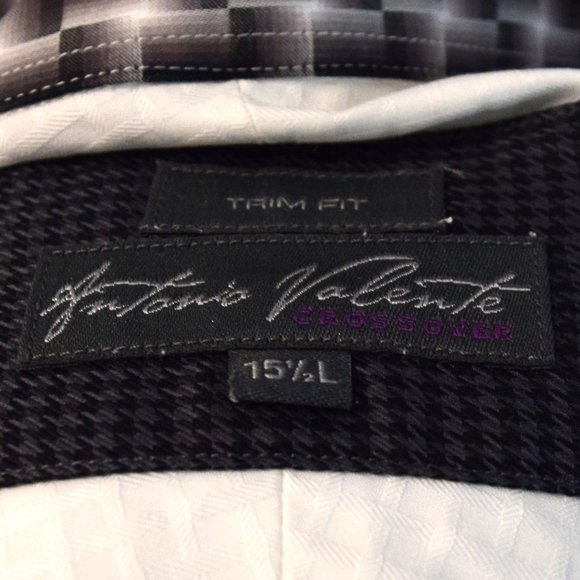 TRIM FIT
Antonio Valente
CROSSOVER
15½L